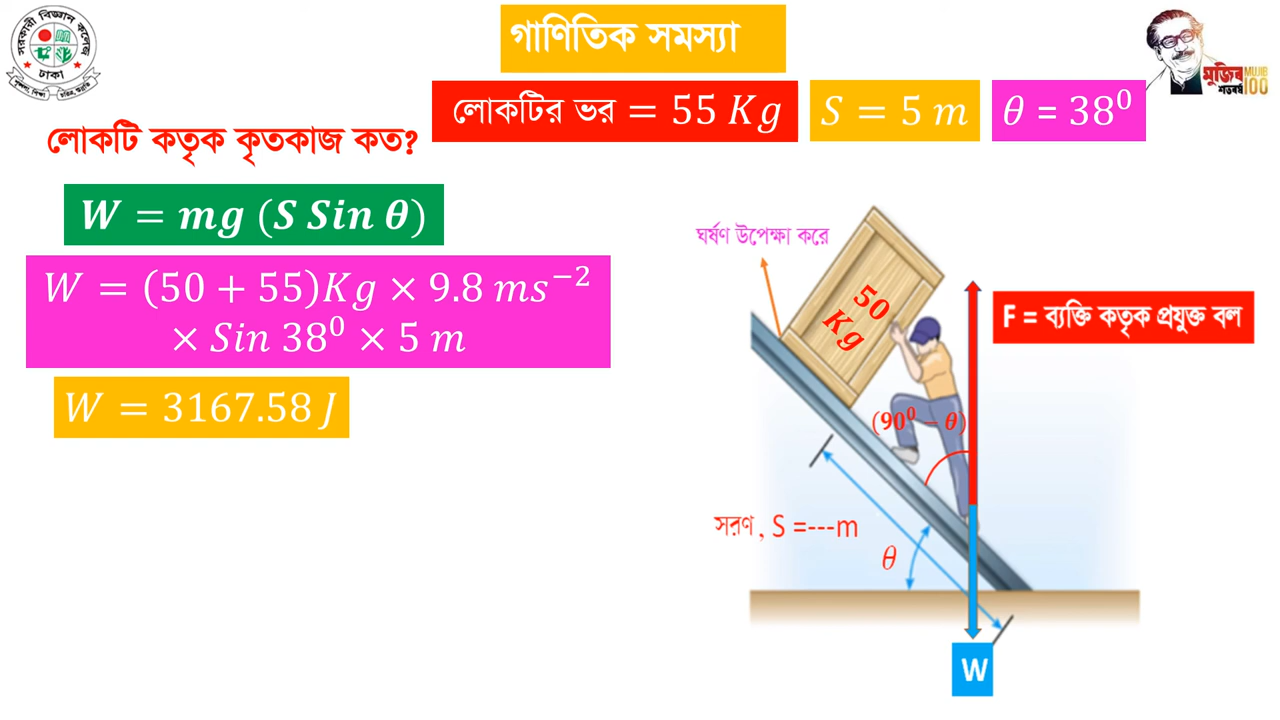 সরকারী বিজ্ঞান কলেজ
ঢাকা
গাণিতিক সমস্যা
মুজিব MUJIB
শতবর্ষ 100
লোকটির ভর = 55 Kg
S = 5 m
θ = 38⁰
লোকটি কতৃক কৃতকাজ কত?
W = mg (S Sin θ)
W = (50 + 55)Kg × 9.8 ms⁻²
× Sin 38⁰ × 5 m
W = 3167.58 J
ঘর্ষণ উপেক্ষা করে
50
Kg
F = ব্যক্তি কতৃক প্রযুক্ত বল
(90⁰ − θ)
সরণ, S =---m
θ
W